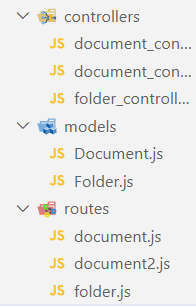 controllers
JS document_con...
JS document_con...
JS folder_controll...
models
JS Document.js
JS Folder.js
routes
JS document.js
JS document2.js
JS folder.js